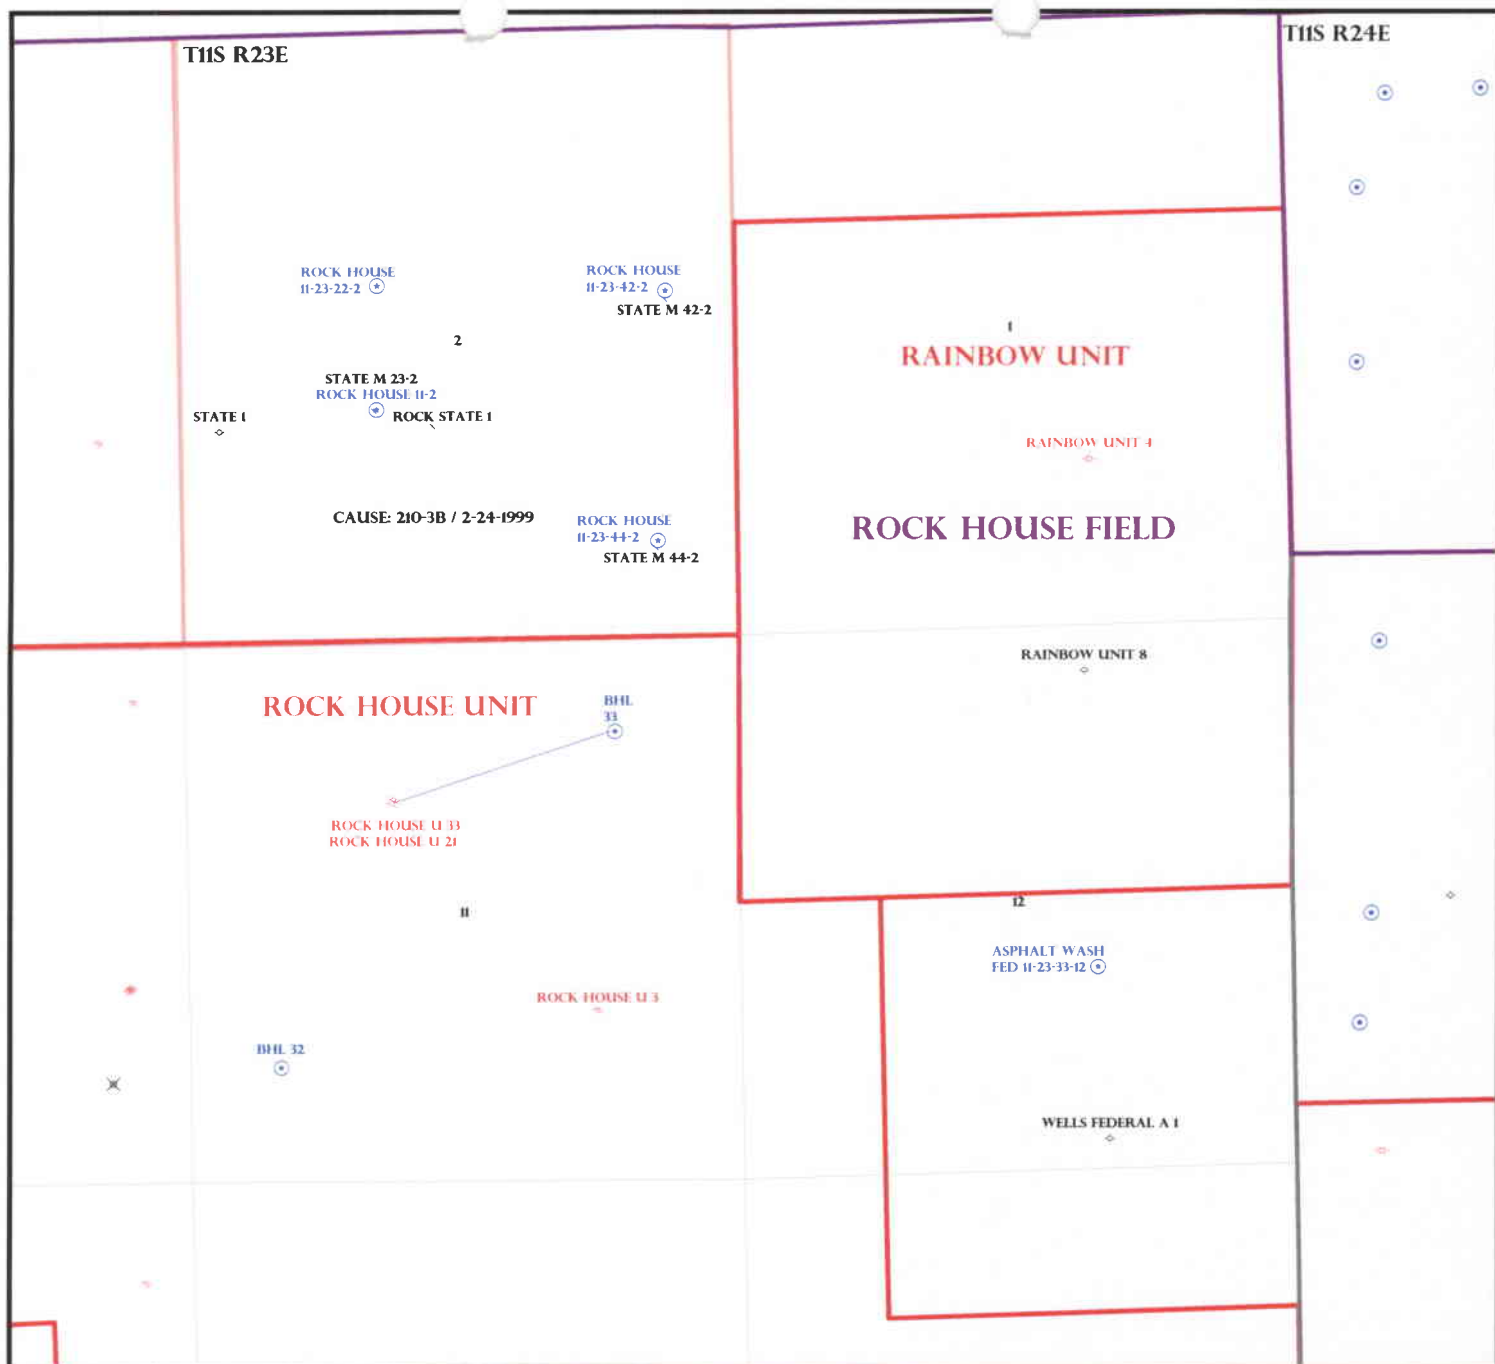 T11S R23E
T11S R24E
ROCK HOUSE
11-23-22-2
ROCK HOUSE
11-23-42-2
STATE M 42-2
2
1
RAINBOW UNIT
STATE M 23-2
ROCK HOUSE 11-2
STATE 1
ROCK STATE 1
RAINBOW UNIT 4
CAUSE: 210-3B / 2-24-1999
ROCK HOUSE
11-23-44-2
STATE M 44-2
ROCK HOUSE FIELD
RAINBOW UNIT 8
ROCK HOUSE UNIT
BHL
33
ROCK HOUSE U 33
ROCK HOUSE U 21
11
12
ASPHALT WASH
FED 11-23-33-12
ROCK HOUSE U 3
BHL 32
WELLS FEDERAL A 1